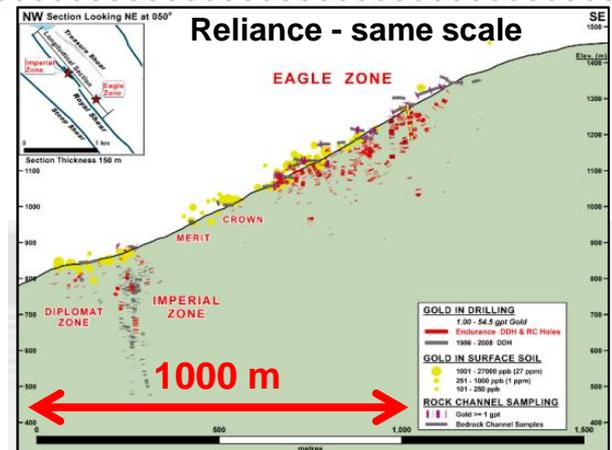 NW Section Looking NE at 050°
Reliance - same scale
SE
Treasure Shear
Longitudinal Section
Imperial
Zone
Eagle
Zone
Royal Shear
Steep Shear
0
1 km
Section Thickness 150 m
EAGLE ZONE
1500
Elev. (m)
1400
1300
1200
1100
1000
900
800
700
600
500
400
1100
1000
900
800
700
600
500
400
CROWN
MERIT
DIPLOMAT
ZONE
IMPERIAL
ZONE
1000 m
GOLD IN DRILLING
1.00 - 54.5 gpt Gold
Endurance DDH & RC Holes
1986 - 2008 DDH
GOLD IN SURFACE SOIL
1001 - 27000 ppb (27 ppm)
251 - 1000 ppb (1 ppm)
101 - 250 ppb
ROCK CHANNEL SAMPLING
Gold >= 1 gpt
Bedrock Channel Samples
0
500
1,000
1,500
metres